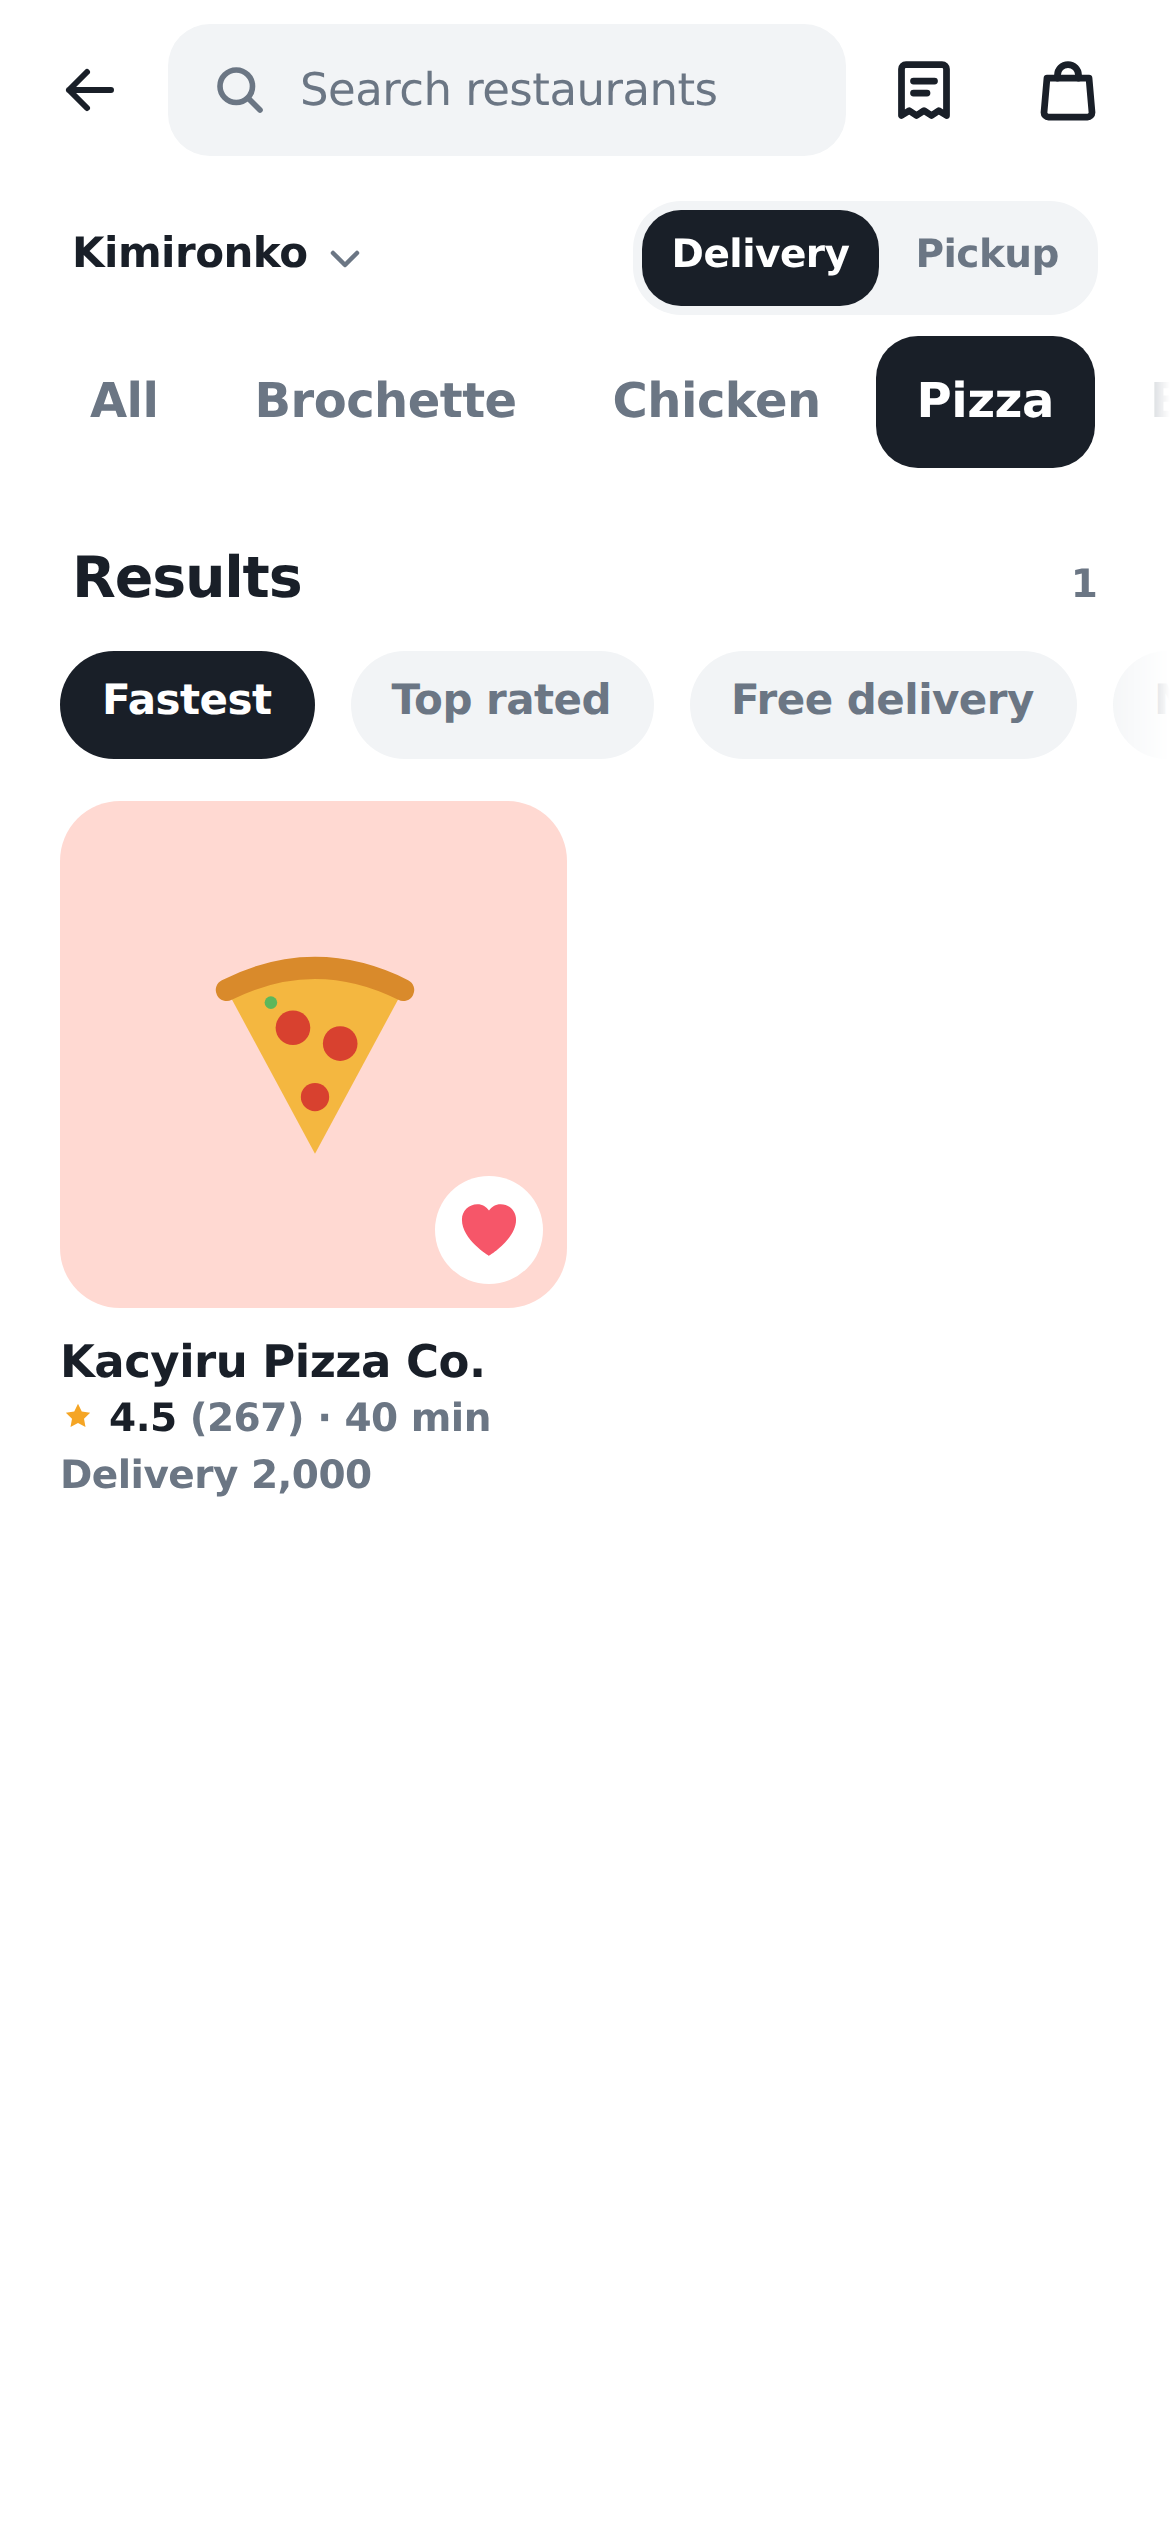 Search restaurants
Kimironko
Delivery Pickup
All Brochette Chicken Pizza
Results 1
Fastest Top rated Free delivery
Kacyiru Pizza Co.
4.5 (267) · 40 min
Delivery 2,000